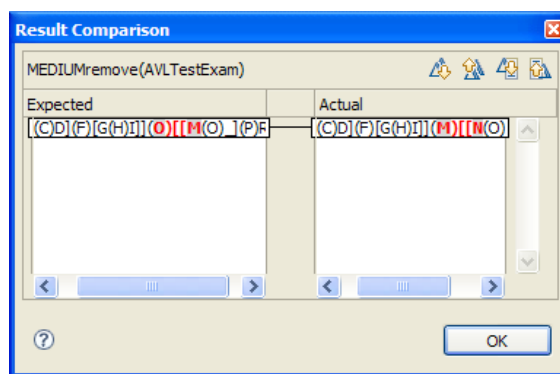 Result Comparison
MEDIUMremove(AVLTestExam)
Expected
Actual
(C)D](F)[G(H)I]](O)[[M(O)_](P)R
(C)D](F)[G(H)I]](M)[[N(O)
OK